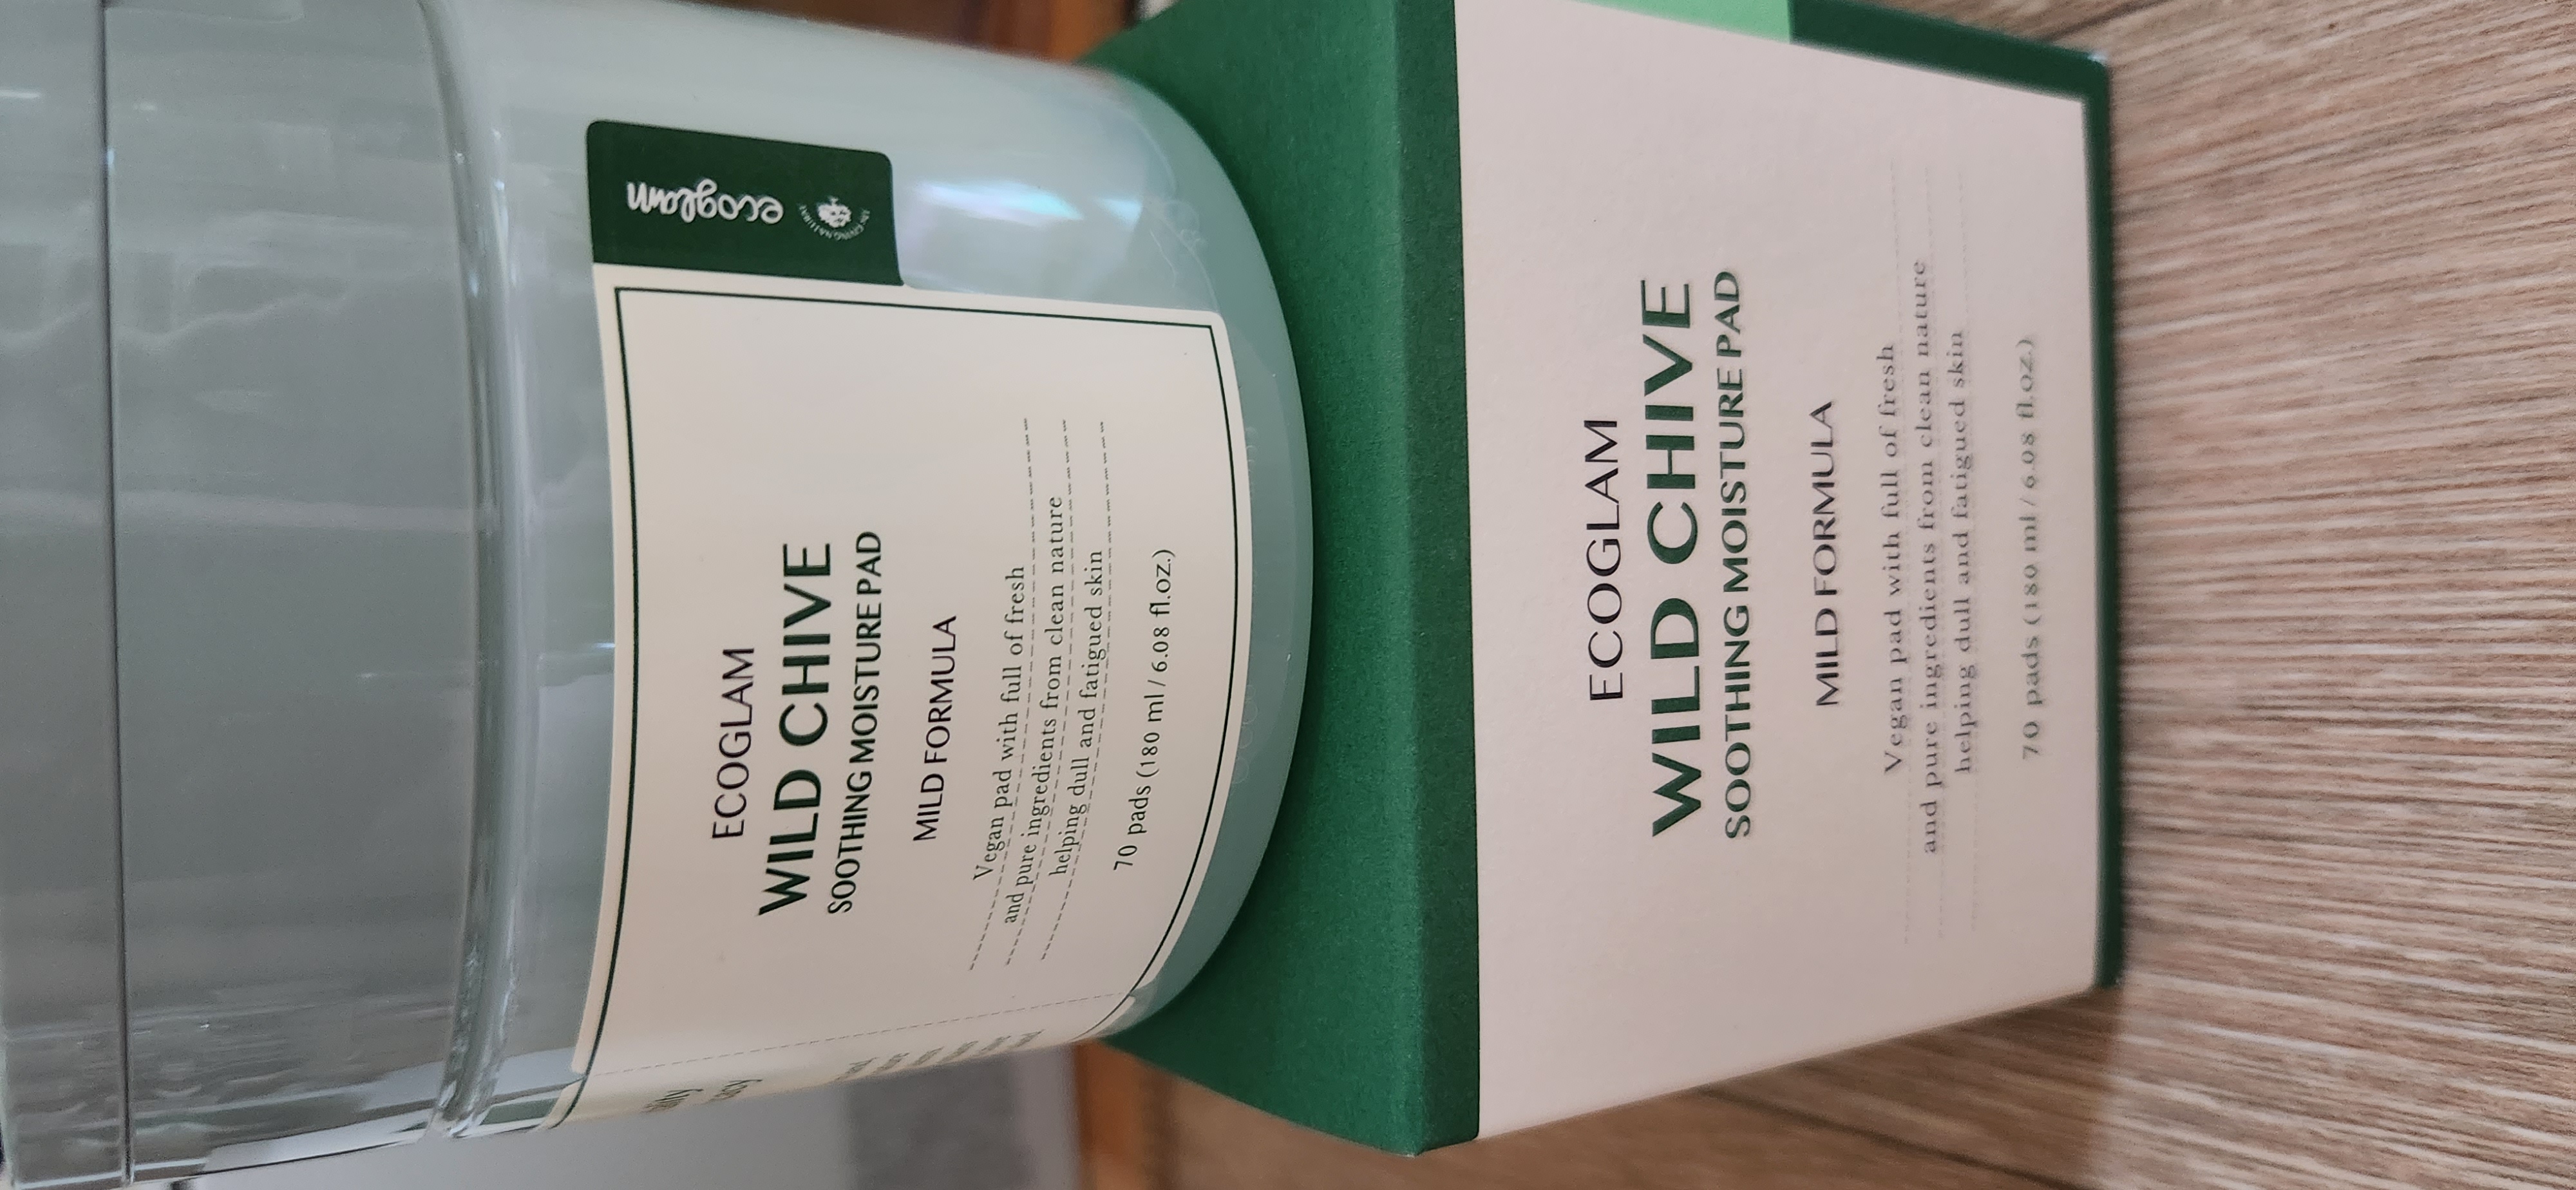 ecoglam
ECOGLAM
WILD CHIVE
SOOTHING MOISTURE PAD
MILD FORMULA
Vegan pad with full of fresh
and pure ingredients from clean nature
helping dull and fatigued skin
70 pads (180 ml / 6.08 fl.oz.)
ECOGLAM
WILD CHIVE
SOOTHING MOISTURE PAD
MILD FORMULA
Vegan pad with full of fresh
and pure ingredients from clean nature
helping dull and fatigued skin
70 pads (180 ml / 6.08 fl.oz.)